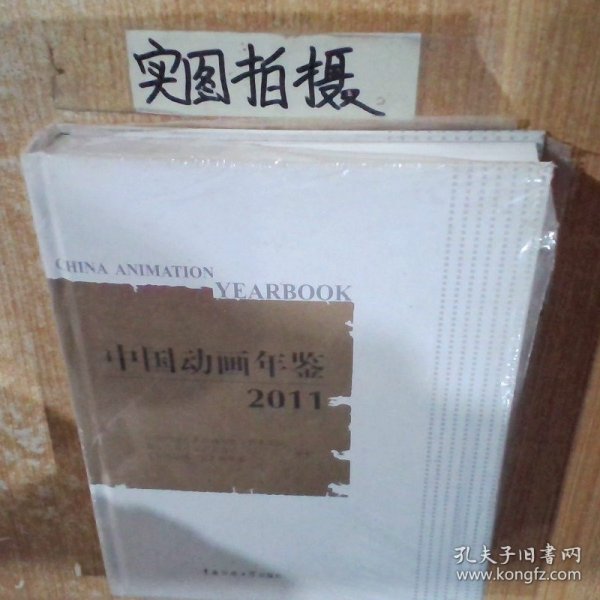 实图拍摄
CHINA ANIMATION
YEARBOOK
中国动画年鉴
2011
孔夫子旧书网
www.kongfz.com